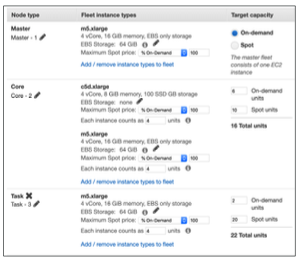 Node type
Fleet instance types
Target capacity
Master
Master - 1
m5.xlarge
4 vCore, 16 GiB memory, EBS only storage
EBS Storage: 64 GiB
Maximum Spot price: % On-Demand 100
Add / remove instance types to fleet
On-demand
Spot
The master fleet
consists of one EC2
instance
Core
Core - 2
c5d.xlarge
4 vCore, 8 GiB memory, 100 SSD GB storage
EBS Storage: none
Maximum Spot price: % On-Demand 100
Each instance counts as 4 units
m5.xlarge
4 vCore, 16 GiB memory, EBS only storage
EBS Storage: 64 GiB
Maximum Spot price: % On-Demand 100
Each instance counts as 4 units
Add / remove instance types to fleet
On-demand
units
10 Spot units
16 Total units
Task
Task - 3
m5.xlarge
4 vCore, 16 GiB memory, EBS only storage
EBS Storage: 64 GiB
Maximum Spot price: % On-Demand 100
Each instance counts as 4 units
Add / remove instance types to fleet
2 On-demand
units
20 Spot units
22 Total units